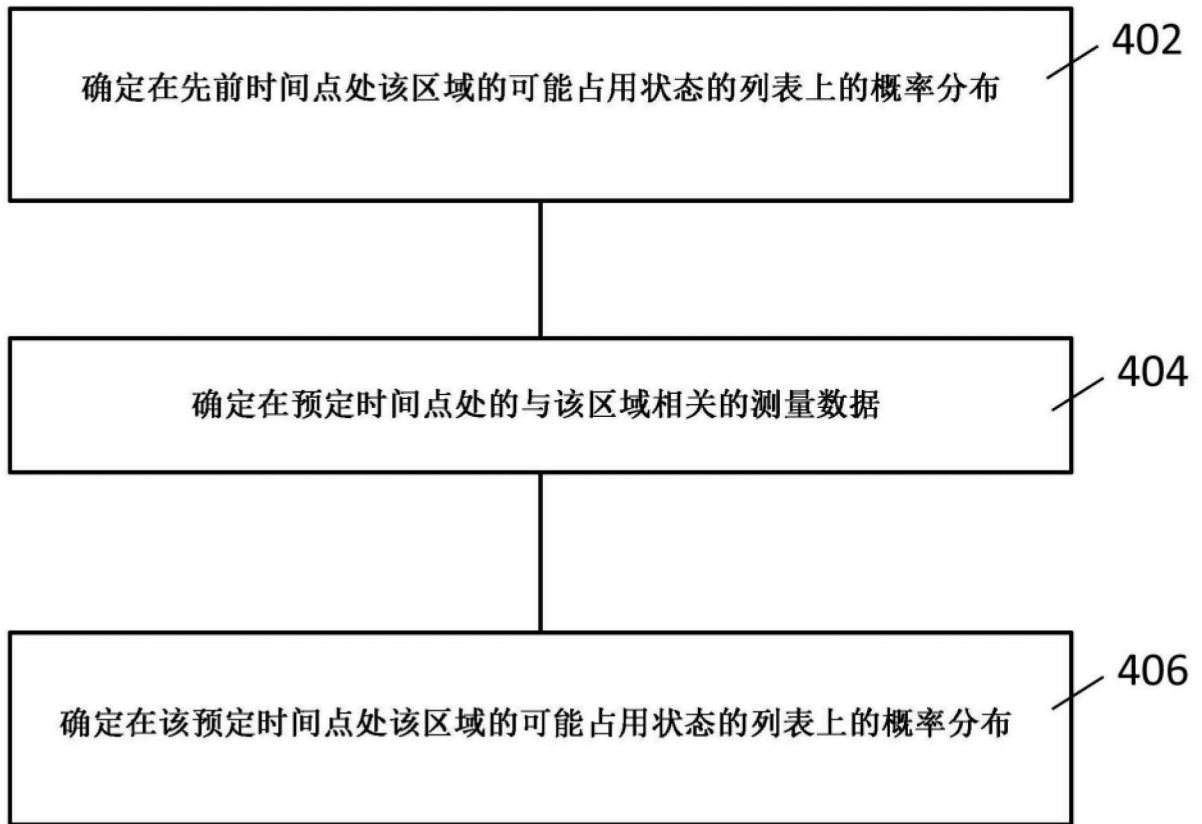 402
确定在先前时间点处该区域的可能占用状态的列表上的概率分布
404
确定在预定时间点处的与该区域相关的测量数据
406
确定在该预定时间点处该区域的可能占用状态的列表上的概率分布